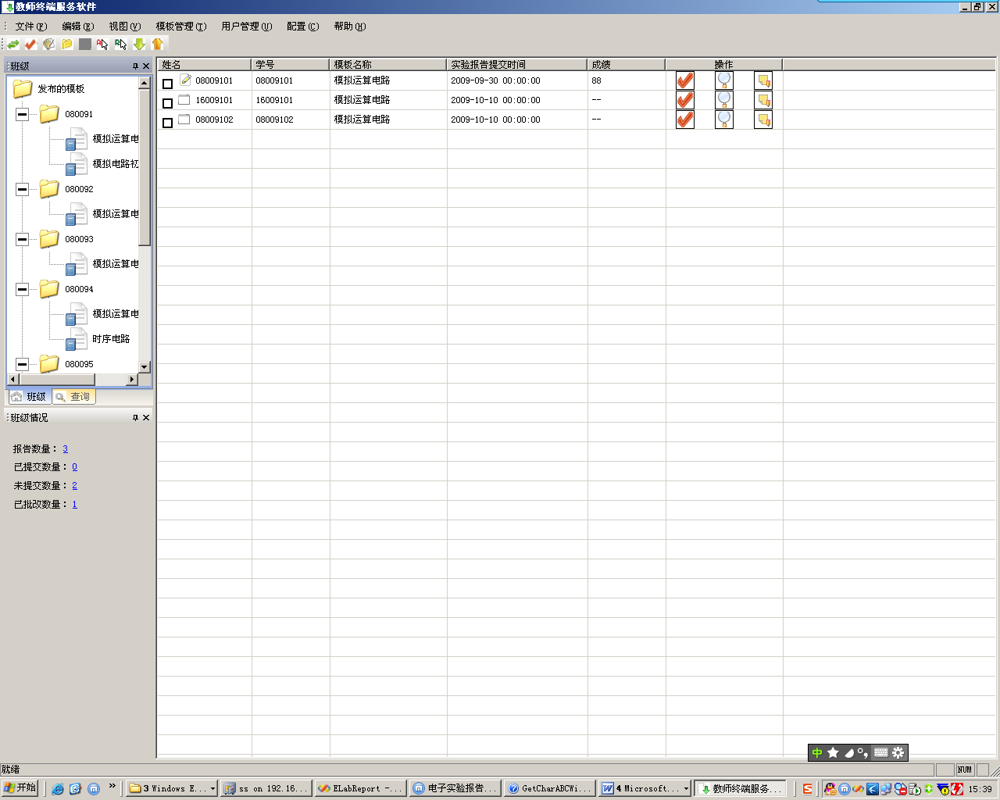 教师终端服务软件
文件(F) 编辑(E) 视图(V) 模板管理(T) 用户管理(U) 配置(C) 帮助(H)
班级
发布的模板
080091
模拟运算电
模拟电路初
080092
模拟运算电
080093
模拟运算电
080094
模拟运算电
时序电路
080095
班级 查询
班级情况
报告数量： 3
已提交数量： 0
未提交数量： 2
已批改数量： 1
姓名 学号 模板名称 实验报告提交时间 成绩 操作
08009101 08009101 模拟运算电路 2009-09-30 00:00:00 88
16009101 16009101 模拟运算电路 2009-10-10 00:00:00 --
08009102 08009102 模拟运算电路 2009-10-10 00:00:00 --
中
就绪 NUM
开始 » 3 Windows E... ss on 192.16... ELabReport -... 电子实验报告... GetCharABCWi... 4 Microsoft... 教师终端服务... 15:39